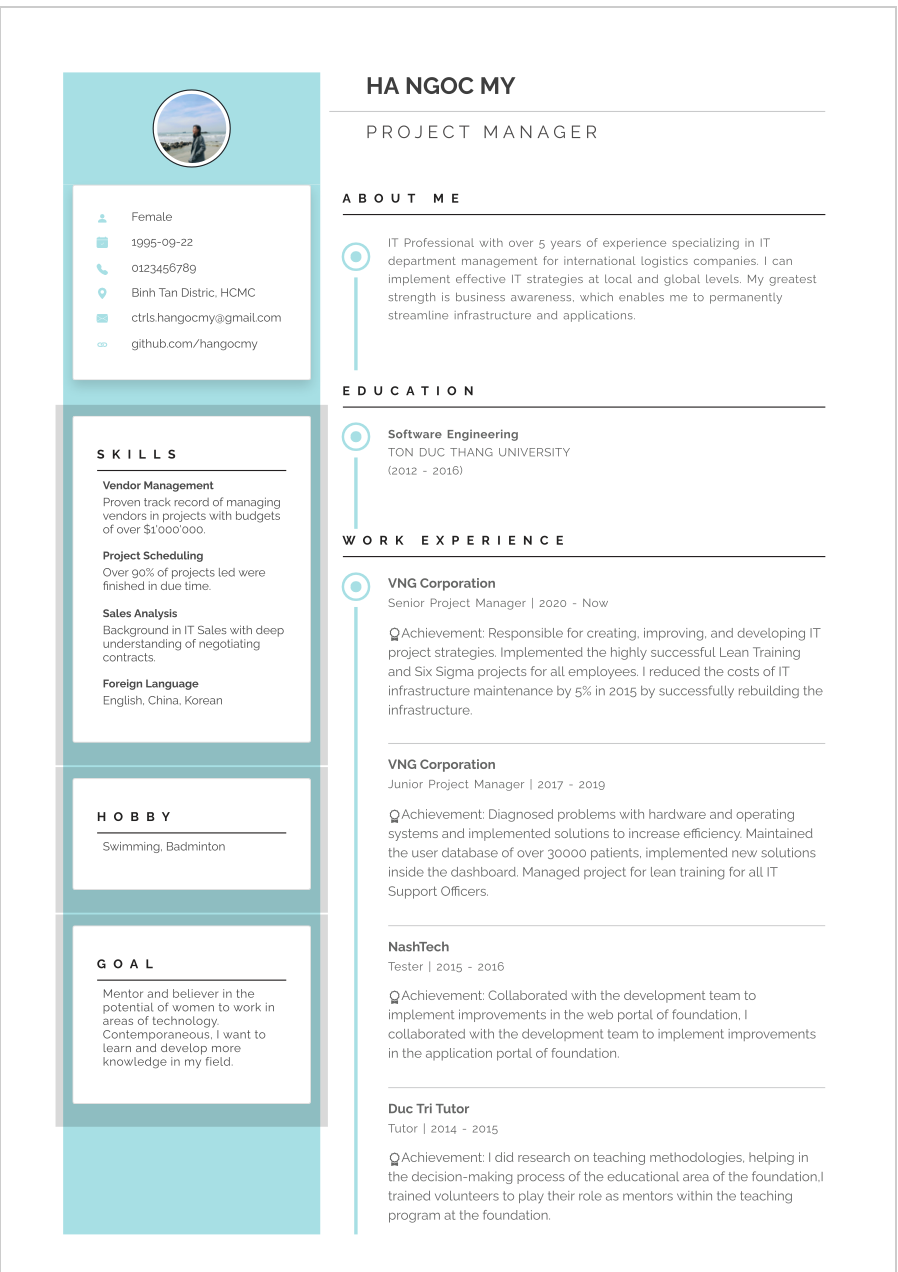 HA NGOC MY
PROJECT MANAGER
Female
1995-09-22
0123456789
Binh Tan Distric, HCMC
ctrls.hangocmy@gmail.com
github.com/hangocmy
SKILLS
Vendor Management
Proven track record of managing
vendors in projects with budgets
of over $1'000'000.
Project Scheduling
Over 90% of projects led were
finished in due time.
Sales Analysis
Background in IT Sales with deep
understanding of negotiating
contracts.
Foreign Language
English, China, Korean
HOBBY
Swimming, Badminton
GOAL
Mentor and believer in the
potential of women to work in
areas of technology.
Contemporaneous, I want to
learn and develop more
knowledge in my field.
ABOUT ME
IT Professional with over 5 years of experience specializing in IT
department management for international logistics companies. I can
implement effective IT strategies at local and global levels. My greatest
strength is business awareness, which enables me to permanently
streamline infrastructure and applications.
EDUCATION
Software Engineering
TON DUC THANG UNIVERSITY
(2012 - 2016)
WORK EXPERIENCE
VNG Corporation
Senior Project Manager | 2020 - Now
Achievement: Responsible for creating, improving, and developing IT
project strategies. Implemented the highly successful Lean Training
and Six Sigma projects for all employees. I reduced the costs of IT
infrastructure maintenance by 5% in 2015 by successfully rebuilding the
infrastructure.
VNG Corporation
Junior Project Manager | 2017 - 2019
Achievement: Diagnosed problems with hardware and operating
systems and implemented solutions to increase efficiency. Maintained
the user database of over 30000 patients, implemented new solutions
inside the dashboard. Managed project for lean training for all IT
Support Officers.
NashTech
Tester | 2015 - 2016
Achievement: Collaborated with the development team to
implement improvements in the web portal of foundation, I
collaborated with the development team to implement improvements
in the application portal of foundation.
Duc Tri Tutor
Tutor | 2014 - 2015
Achievement: I did research on teaching methodologies, helping in
the decision-making process of the educational area of the foundation,I
trained volunteers to play their role as mentors within the teaching
program at the foundation.